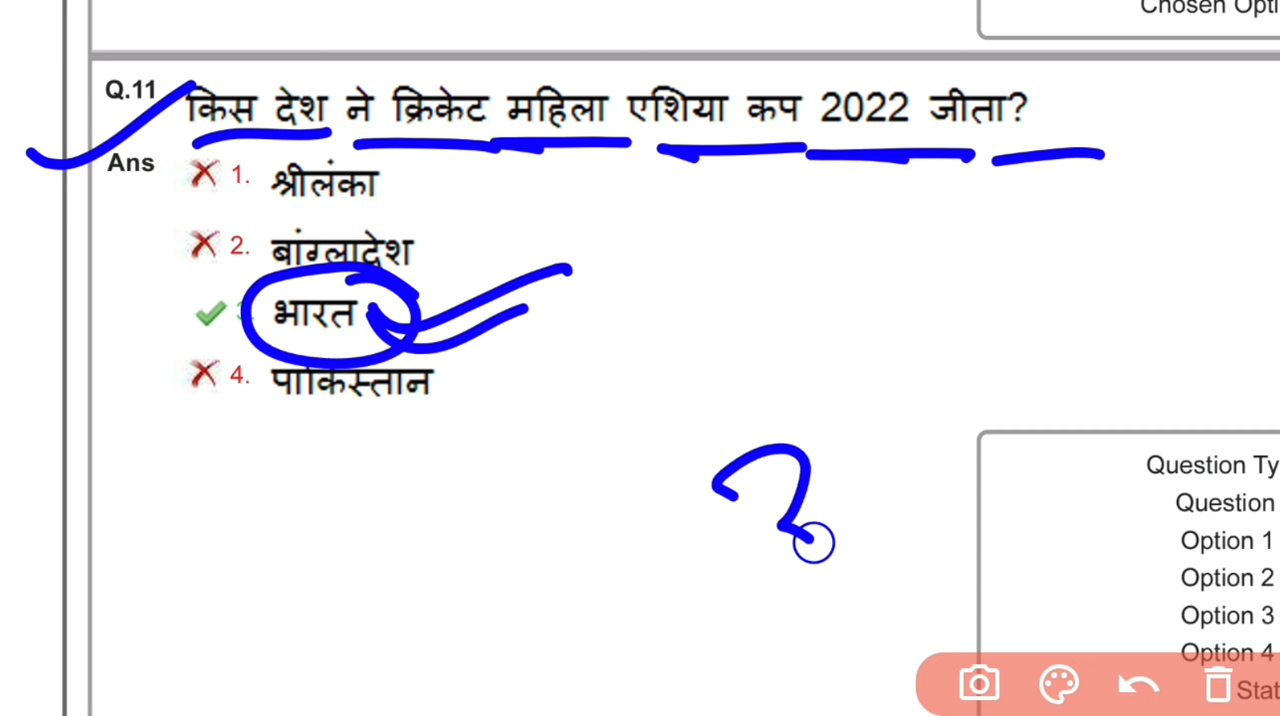 Chosen Opti
Q.11 किस देश ने क्रिकेट महिला एशिया कप 2022 जीता?
Ans
1. श्रीलंका
2. बांग्लादेश
भारत
4. पाकिस्तान
Question Ty
Question
Option 1
Option 2
Option 3
Option 4
Stat